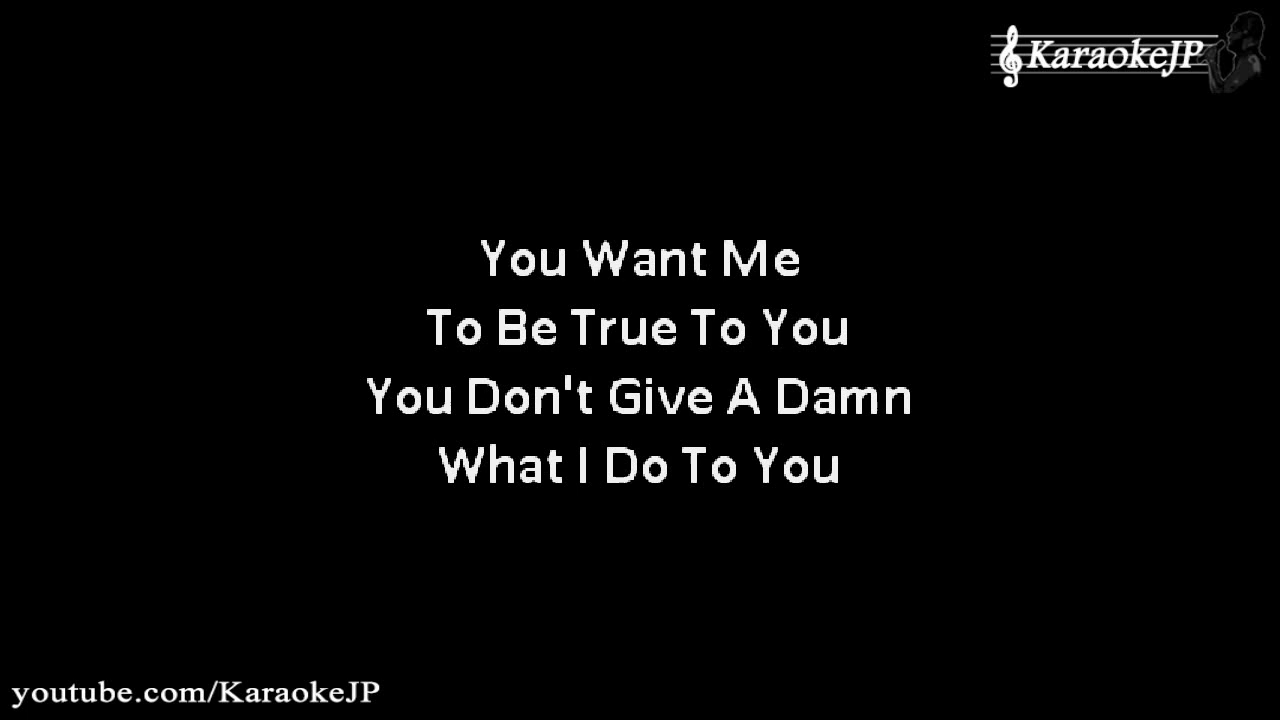 KaraokeJP
You Want Me
To Be True To You
You Don't Give A Damn
What I Do To You
youtube.com/KaraokeJP